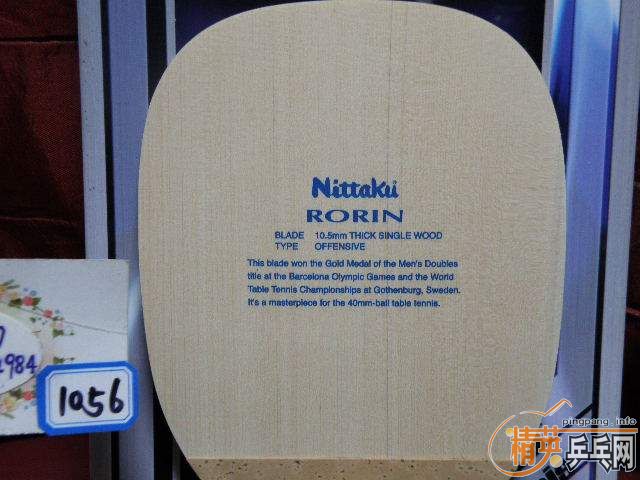 Nittaku
RORIN
BLADE 10.5mm THICK SINGLE WOOD
TYPE OFFENSIVE
This blade won the Gold Medal of the Men's Doubles
title at the Barcelona Olympic Games and the World
Table Tennis Championships at Gothenburg, Sweden.
It's a masterpiece for the 40mm-ball table tennis.
984
1056
pingpang.info
精英乒乓网